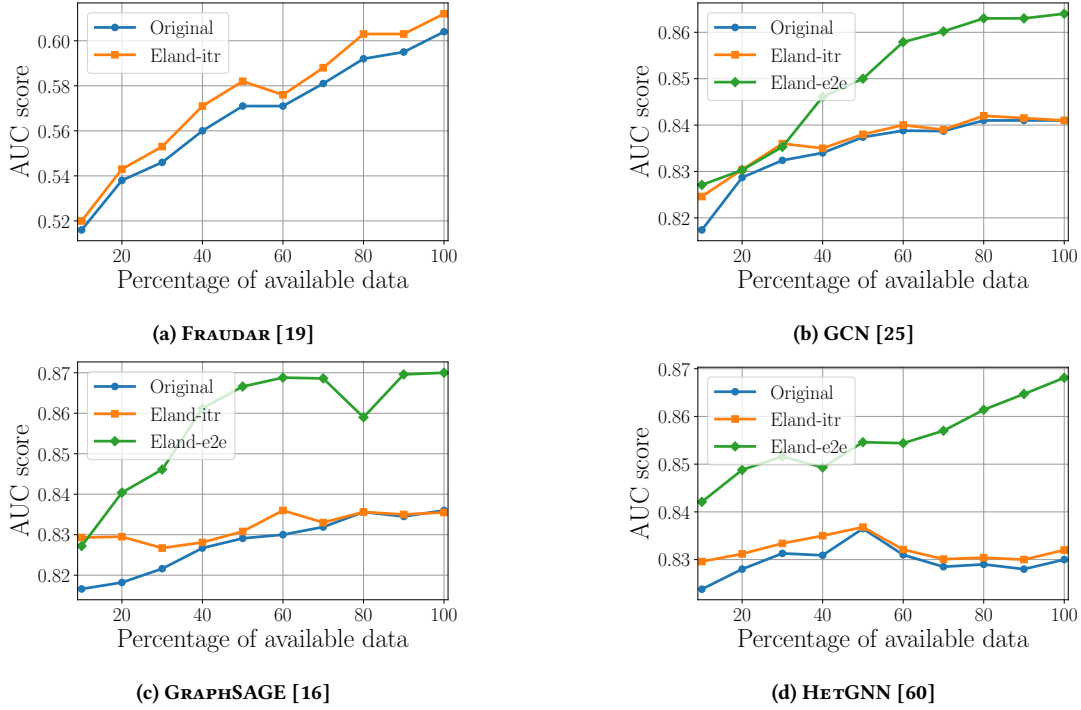 Original
Eland-itr
AUC score
0.60
0.58
0.56
0.54
0.52
20 40 60 80 100
Percentage of available data
(a) FRAUDAR [19]
Original
Eland-itr
Eland-e2e
AUC score
0.86
0.85
0.84
0.83
0.82
20 40 60 80 100
Percentage of available data
(b) GCN [25]
Original
Eland-itr
Eland-e2e
AUC score
0.87
0.86
0.85
0.84
0.83
0.82
20 40 60 80 100
Percentage of available data
(c) GRAPHSAGE [16]
Original
Eland-itr
Eland-e2e
AUC score
0.87
0.86
0.85
0.84
0.83
20 40 60 80 100
Percentage of available data
(d) HETGNN [60]